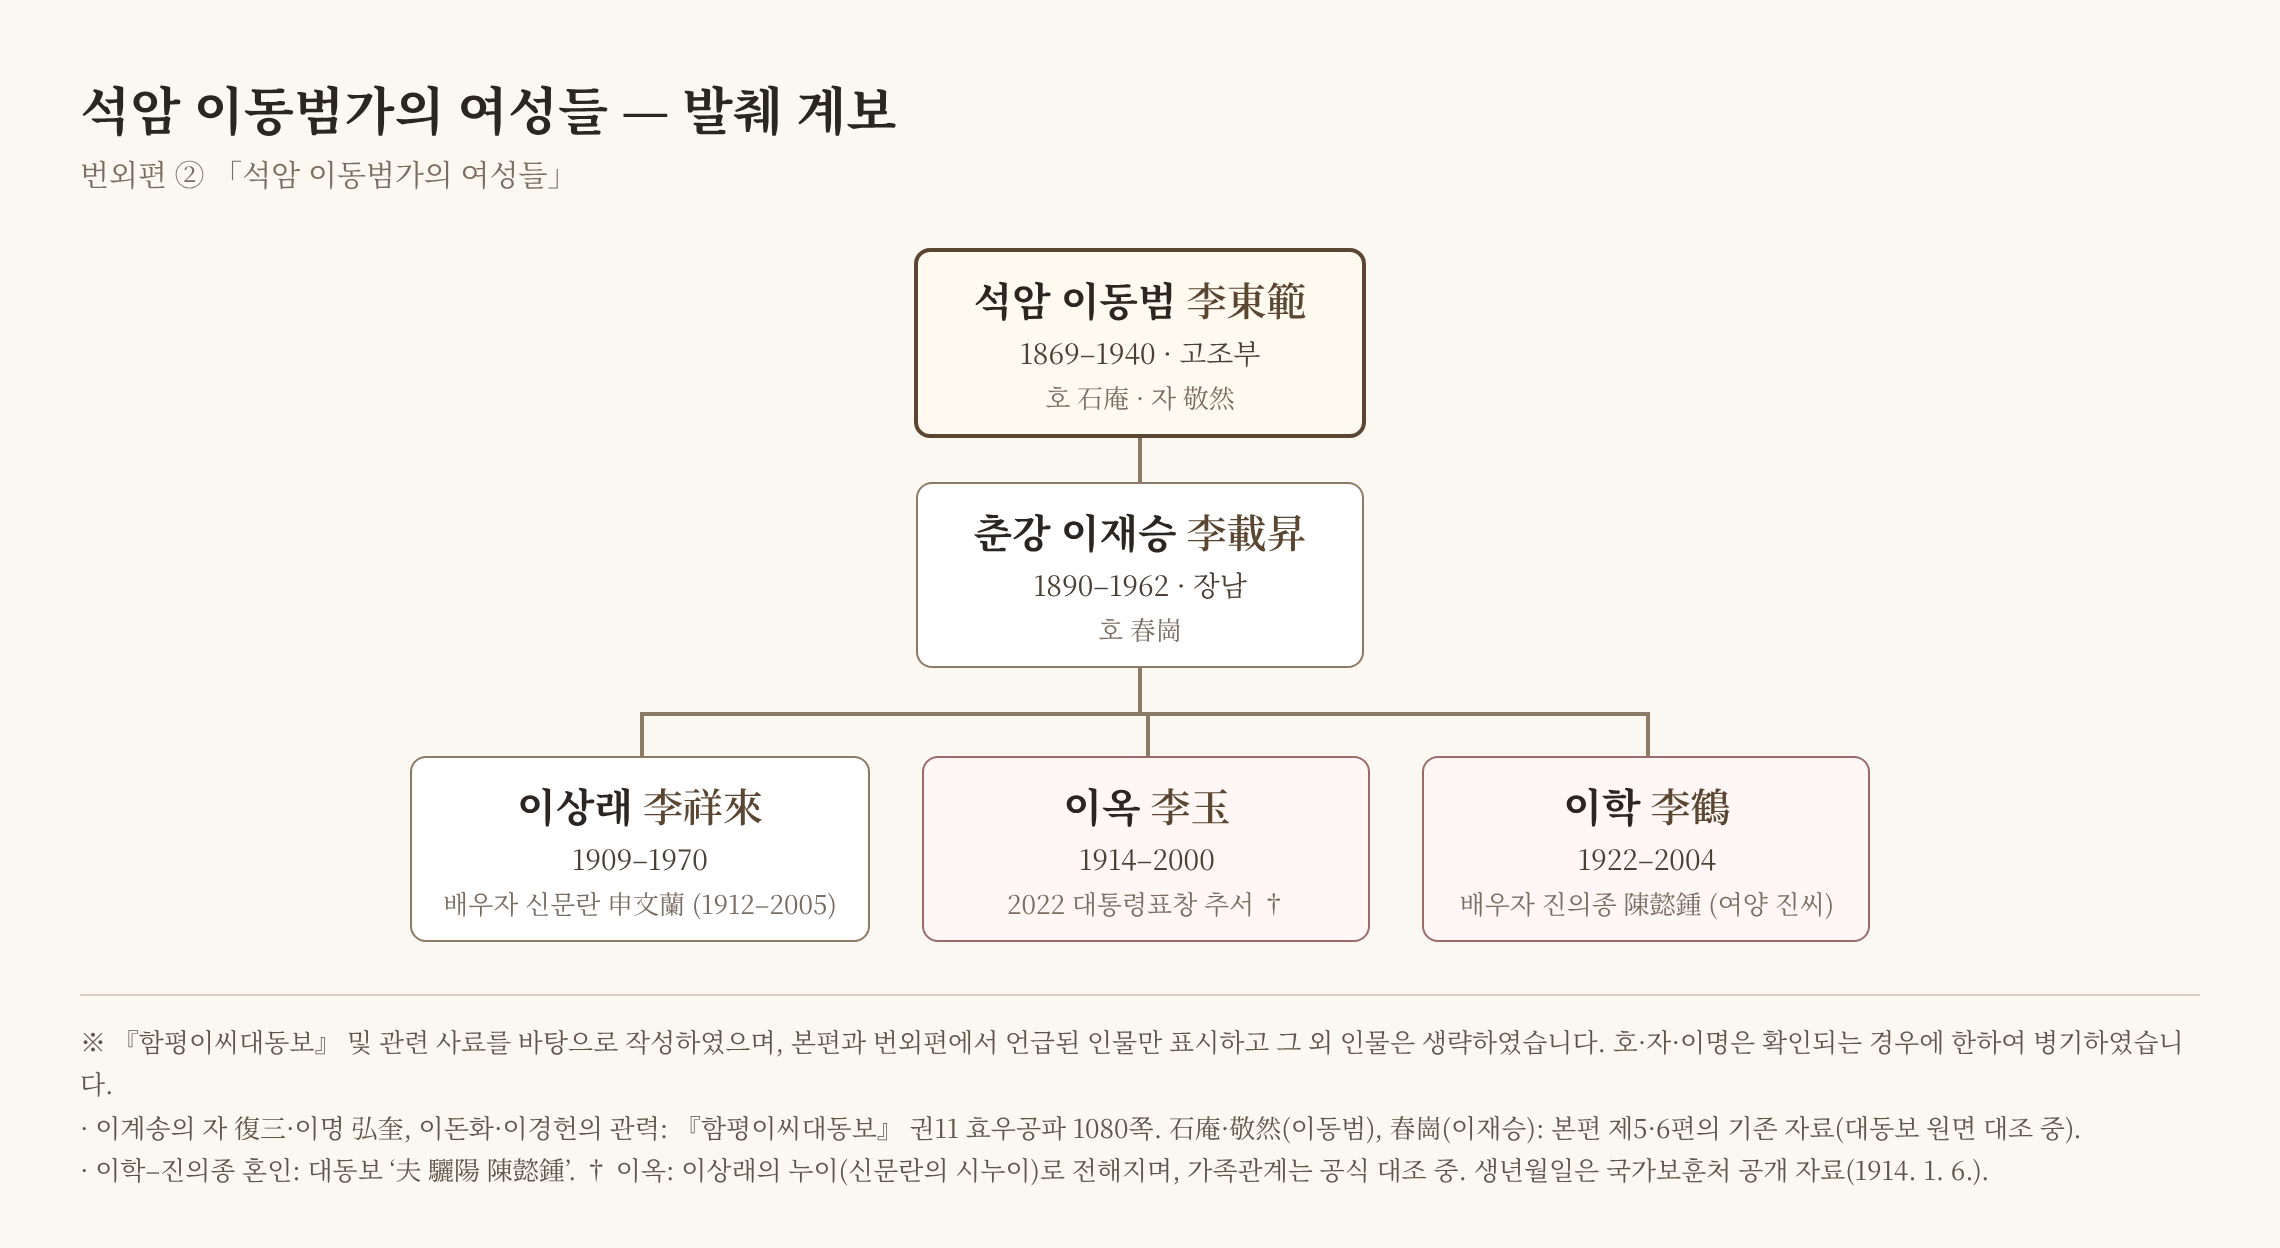 석암 이동범가의 여성들 — 발췌 계보
번외편 ② 「석암 이동범가의 여성들」
석암 이동범 李東範
1869–1940 · 고조부
호 石庵 · 자 敬然
춘강 이재승 李載昇
1890–1962 · 장남
호 春崗
이상래 李祥來
1909–1970
배우자 신문란 申文蘭 (1912–2005)
이옥 李玉
1914–2000
2022 대통령표창 추서 †
이학 李鶴
1922–2004
배우자 진의종 陳懿鍾 (여양 진씨)
※ 『함평이씨대동보』 및 관련 사료를 바탕으로 작성하였으며, 본편과 번외편에서 언급된 인물만 표시하고 그 외 인물은 생략하였습니다. 호·자·이명은 확인되는 경우에 한하여 병기하였습니
다.
· 이계송의 자 復三·이명 弘奎, 이돈화·이경헌의 관력: 『함평이씨대동보』 권11 효우공파 1080쪽. 石庵·敬然(이동범), 春崗(이재승): 본편 제5·6편의 기존 자료(대동보 원면 대조 중).
· 이학–진의종 혼인: 대동보 ‘夫 驪陽 陳懿鍾’. † 이옥: 이상래의 누이(신문란의 시누이)로 전해지며, 가족관계는 공식 대조 중. 생년월일은 국가보훈처 공개 자료(1914. 1. 6.).